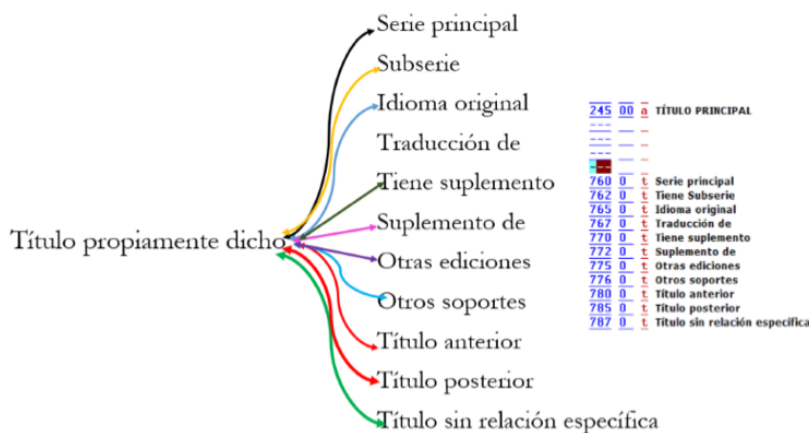 Serie principal
Subserie
Idioma original
Traducción de
Tiene suplemento
Suplemento de
Título propiamente dicho
Otras ediciones
Otros soportes
Título anterior
Título posterior
Título sin relación específica
245 00 a TÍTULO PRINCIPAL
760 0 t Serie principal
762 0 t Tiene Subserie
765 0 t Idioma original
767 0 t Traducción de
770 0 t Tiene suplemento
772 0 t Suplemento de
775 0 t Otras ediciones
776 0 t Otros soportes
780 0 t Título anterior
785 0 t Título posterior
787 0 t Título sin relación específica